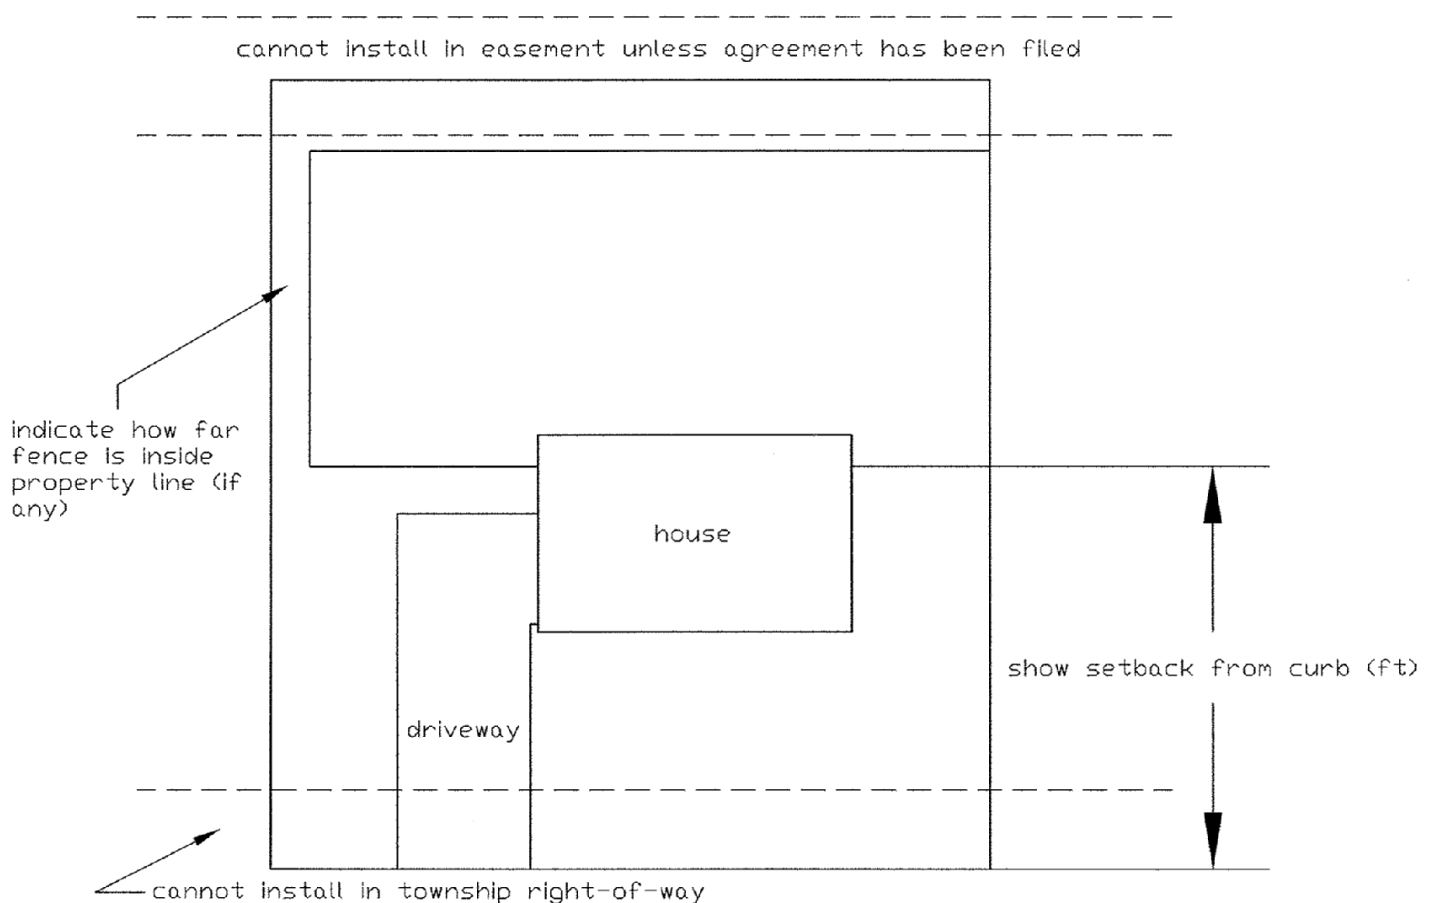 cannot install in easement unless agreement has been filed
indicate how far
fence is inside
property line (if
any)
house
show setback from curb (ft)
driveway
cannot install in township right-of-way